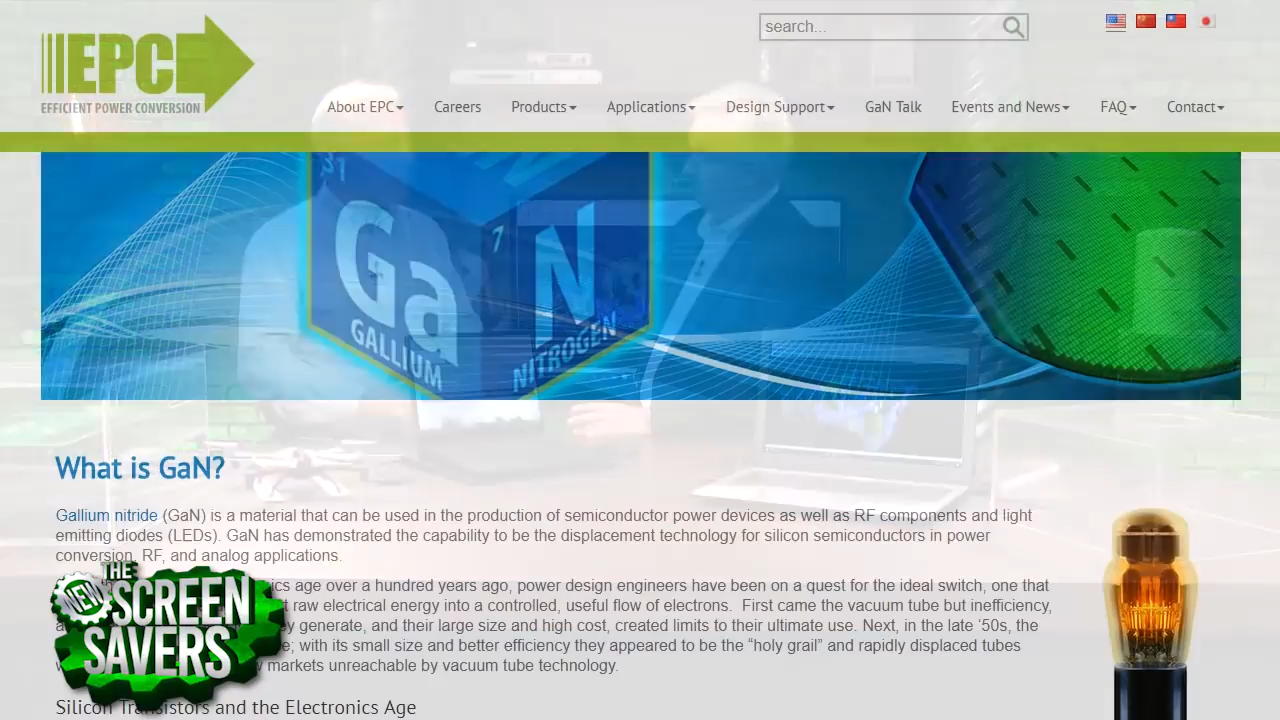 EPC
EFFICIENT POWER CONVERSION
search...
About EPC
Careers
Products
Applications
Design Support
GaN Talk
Events and News
FAQ
Contact
31
Ga
GALLIUM
7
N
NITROGEN
What is GaN?
Gallium nitride (GaN) is a material that can be used in the production of semiconductor power devices as well as RF components and light
emitting diodes (LEDs). GaN has demonstrated the capability to be the displacement technology for silicon semiconductors in power
conversion, RF, and analog applications.
age over a hundred years ago, power design engineers have been on a quest for the ideal switch, one that
raw electrical energy into a controlled, useful flow of electrons. First came the vacuum tube but inefficiency,
generate, and their large size and high cost, created limits to their ultimate use. Next, in the late ‘50s, the
with its small size and better efficiency they appeared to be the “holy grail” and rapidly displaced tubes
markets unreachable by vacuum tube technology.
THE
NEW
SCREEN
SAVERS
Silicon Transistors and the Electronics Age